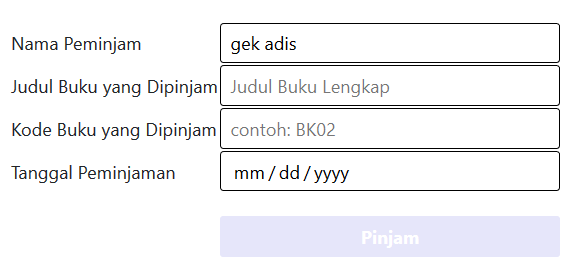 Nama Peminjam gek adis
Judul Buku yang Dipinjam Judul Buku Lengkap
Kode Buku yang Dipinjam contoh: BK02
Tanggal Peminjaman mm/dd/yyyy
Pinjam